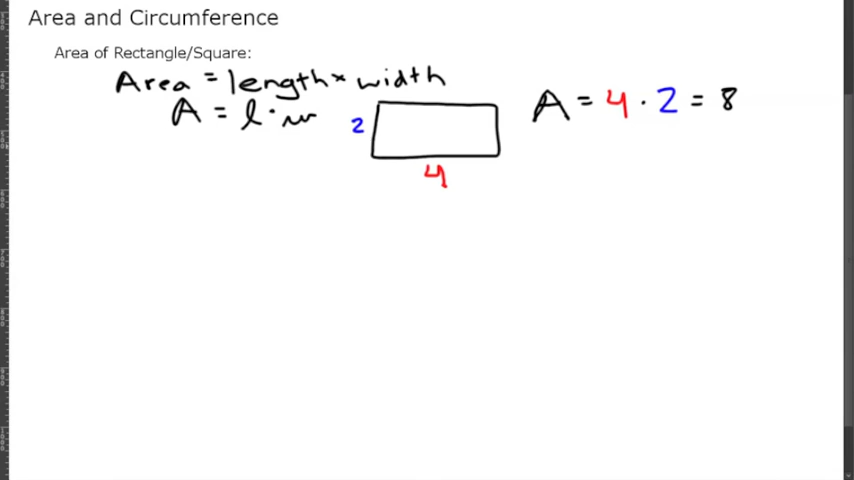 Area and Circumference
Area of Rectangle/Square:
Area = length × width
A = l · w
2
4
A = 4 · 2 = 8